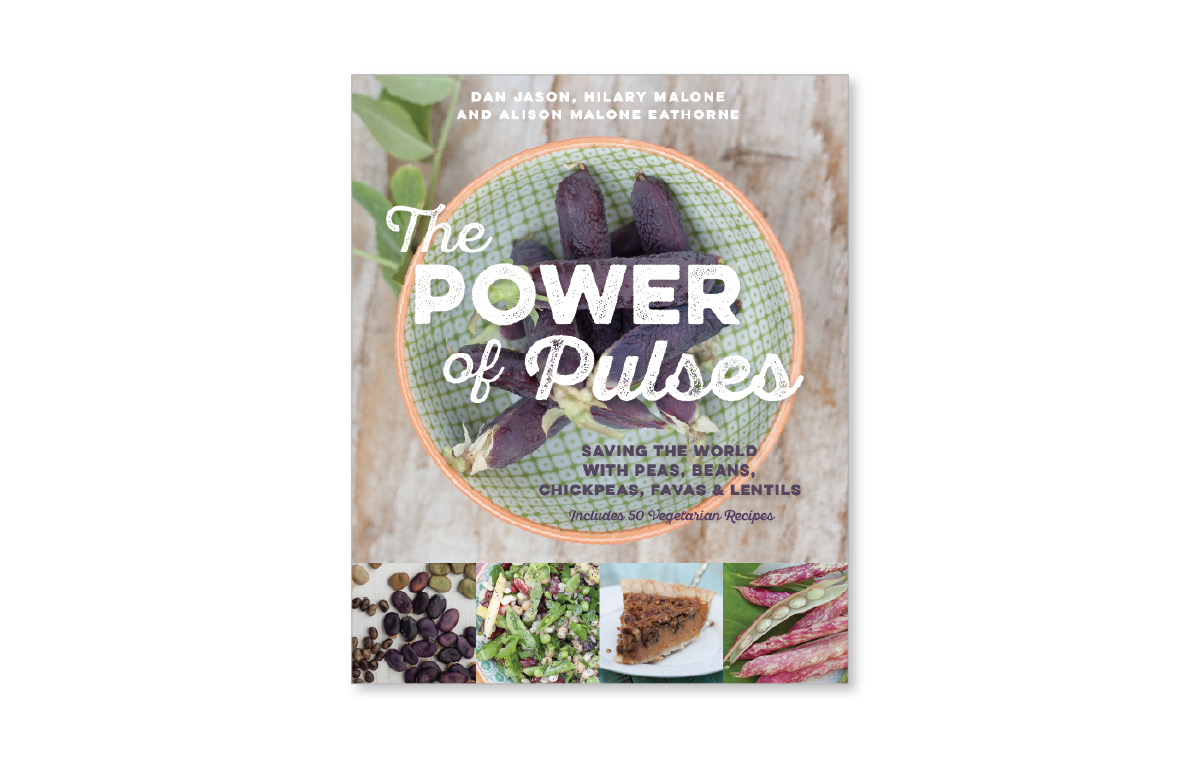 DAN JASON, HILARY MALONE
AND ALISON MALONE EATHORNE
The
POWER
of Pulses
SAVING THE WORLD
WITH PEAS, BEANS,
CHICKPEAS, FAVAS & LENTILS
Includes 50 Vegetarian Recipes